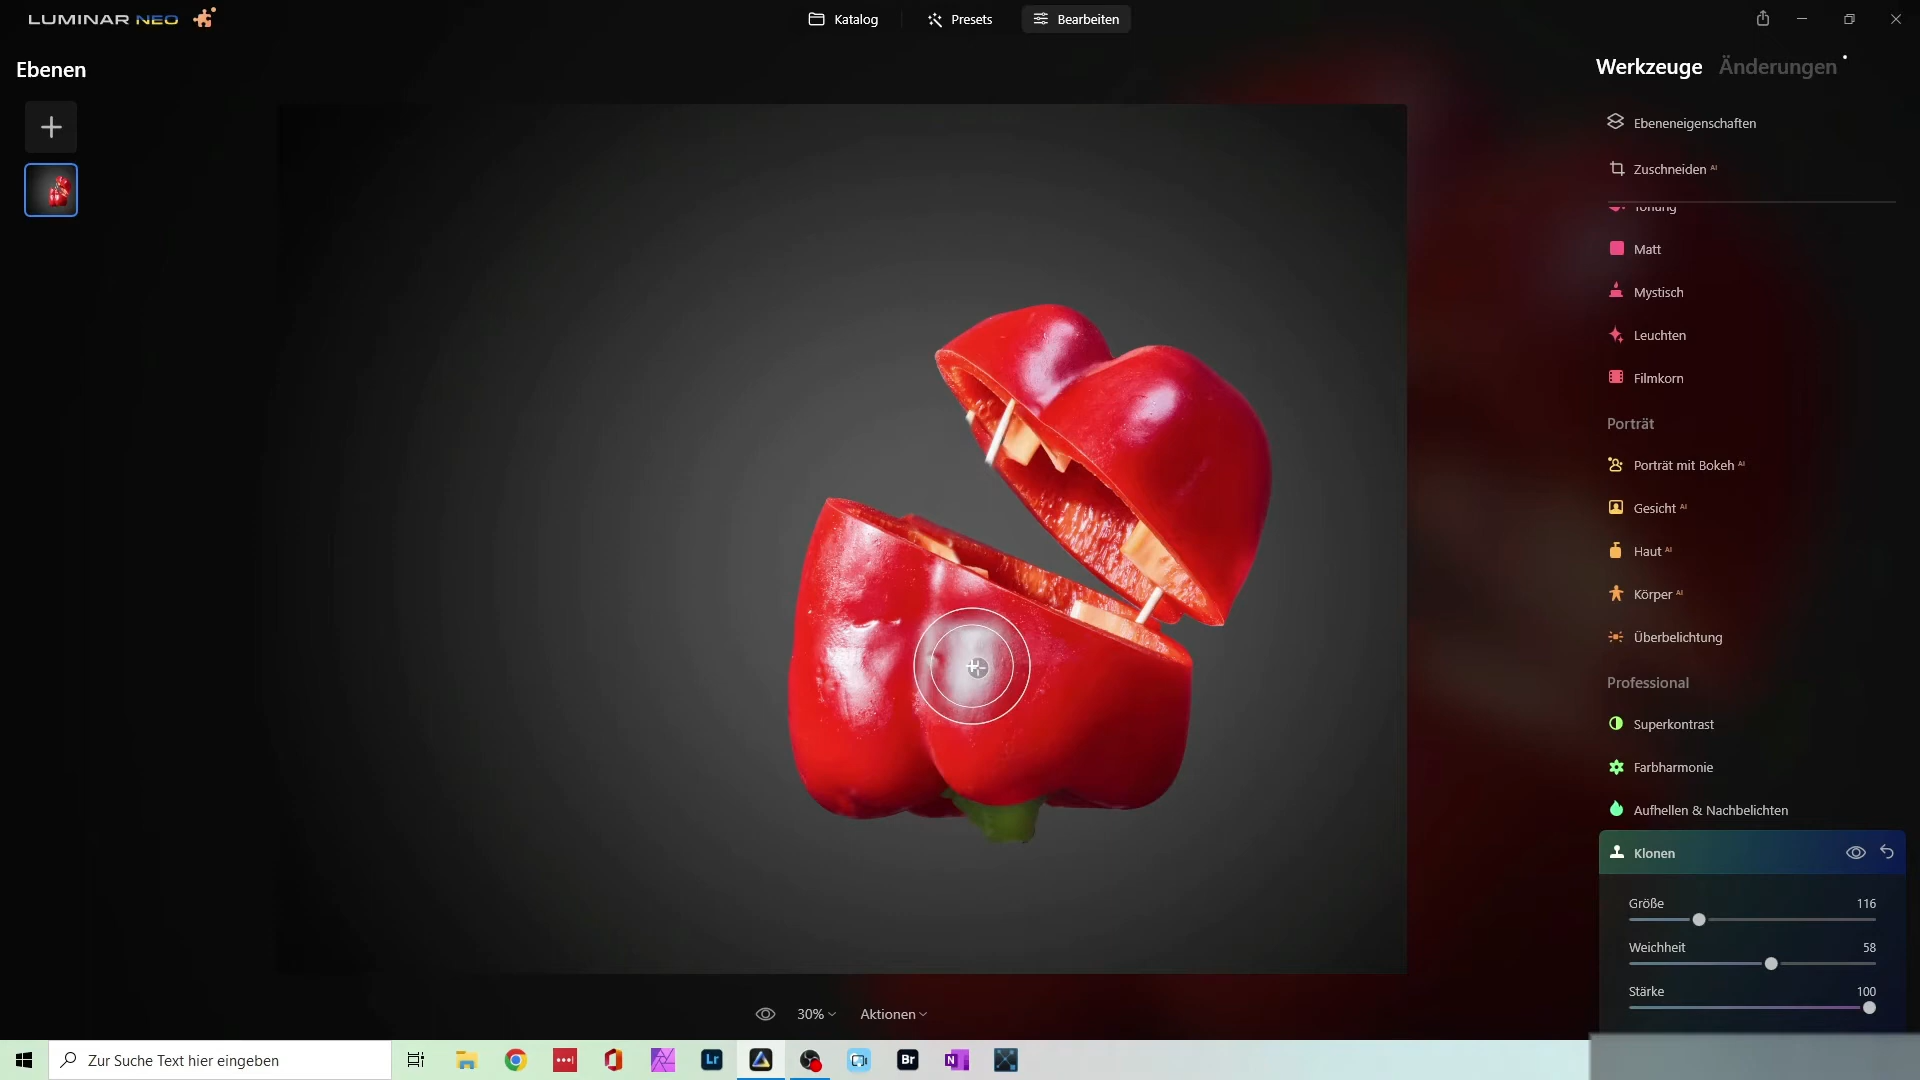 LUMINAR NEO
Katalog
Presets
Bearbeiten
Ebenen
Werkzeuge
Änderungen
Ebeneneigenschaften
Zuschneiden AI
Tonung
Matt
Mystisch
Leuchten
Filmkorn
Porträt
Porträt mit Bokeh AI
Gesicht AI
Haut AI
Körper AI
Überbelichtung
Professional
Superkontrast
Farbharmonie
Aufhellen & Nachbelichten
Klonen
Größe 116
Weichheit 58
Stärke 100
30%
Aktionen
Zur Suche Text hier eingeben
Lr
Br
N